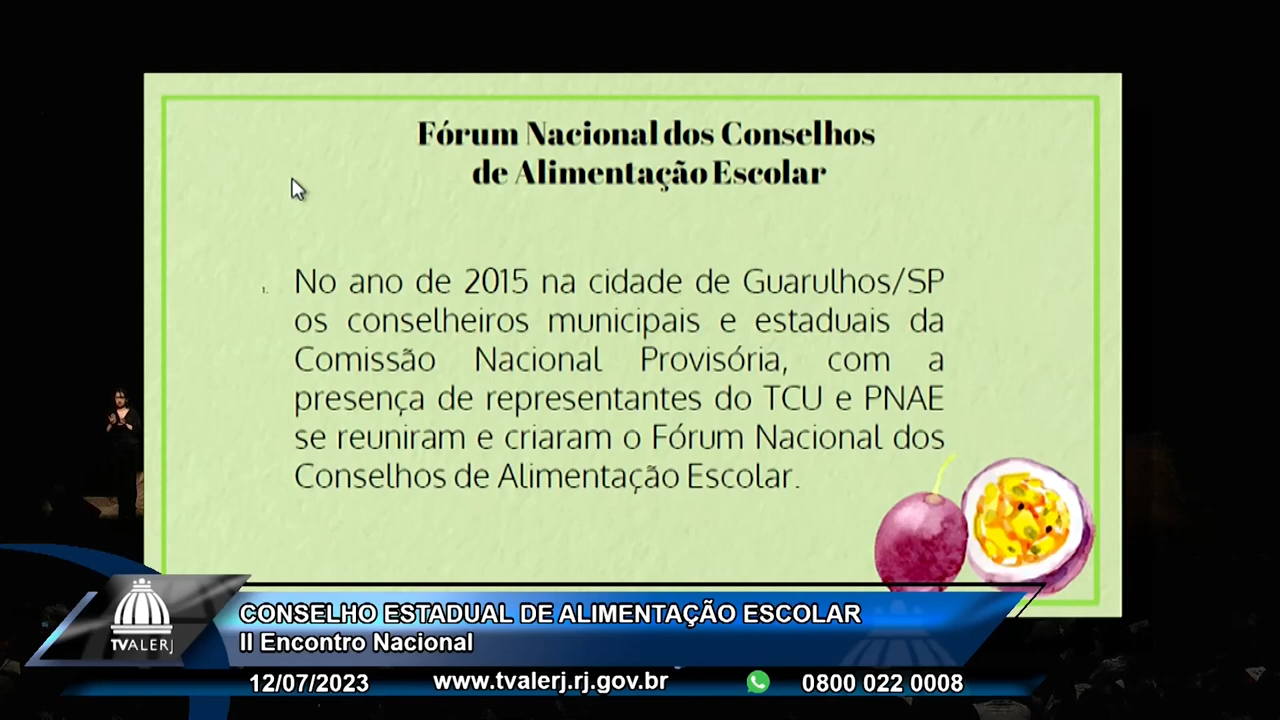 Fórum Nacional dos Conselhos
de Alimentação Escolar
1. No ano de 2015 na cidade de Guarulhos/SP
os conselheiros municipais e estaduais da
Comissão Nacional Provisória, com a
presença de representantes do TCU e PNAE
se reuniram e criaram o Fórum Nacional dos
Conselhos de Alimentação Escolar.
CONSELHO ESTADUAL DE ALIMENTAÇÃO ESCOLAR
II Encontro Nacional
TVALERJ
12/07/2023 www.tvalerj.rj.gov.br 0800 022 0008